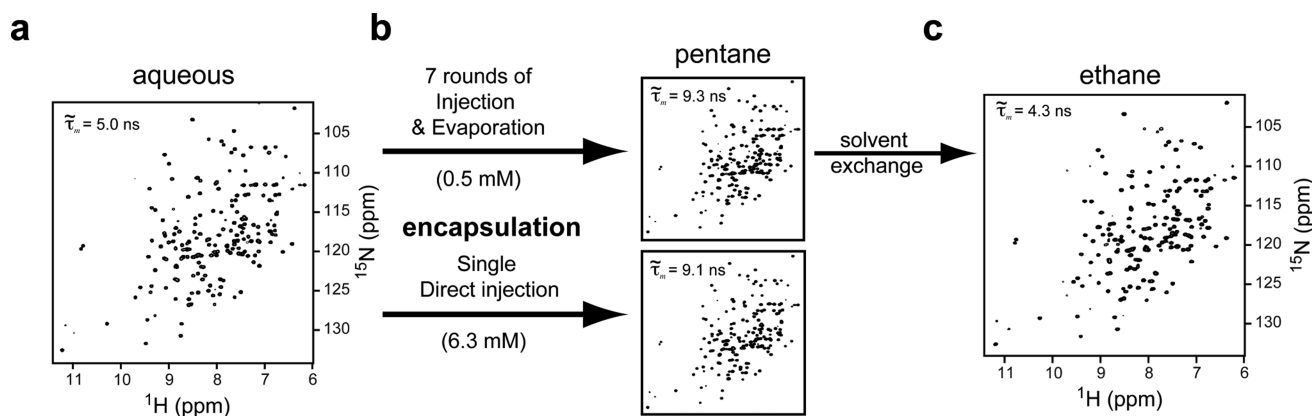 a
aqueous
τ̃m = 5.0 ns
105
110
115
120
125
130
15N (ppm)
11
10
9
8
7
6
1H (ppm)
b
7 rounds of
Injection
& Evaporation
(0.5 mM)
encapsulation
Single
Direct injection
(6.3 mM)
pentane
τ̃m = 9.3 ns
τ̃m = 9.1 ns
solvent
exchange
c
ethane
τ̃m = 4.3 ns
105
110
115
120
125
130
15N (ppm)
11
10
9
8
7
6
1H (ppm)